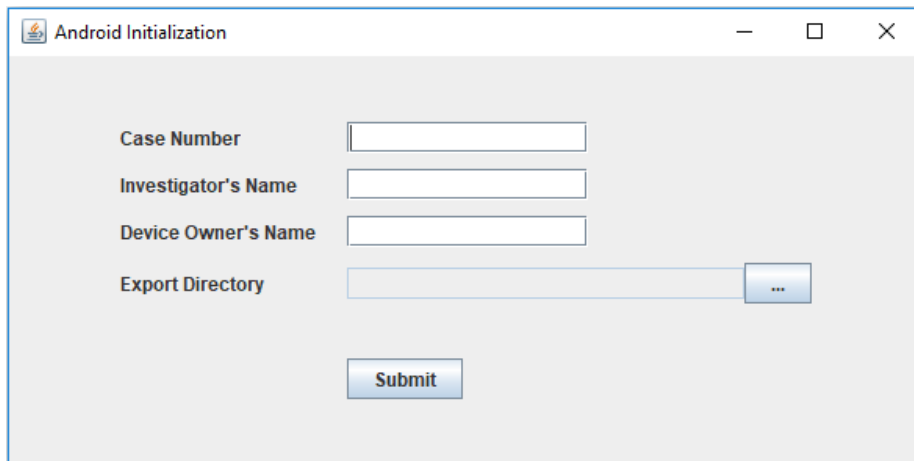 Android Initialization
Case Number
Investigator's Name
Device Owner's Name
Export Directory
...
Submit